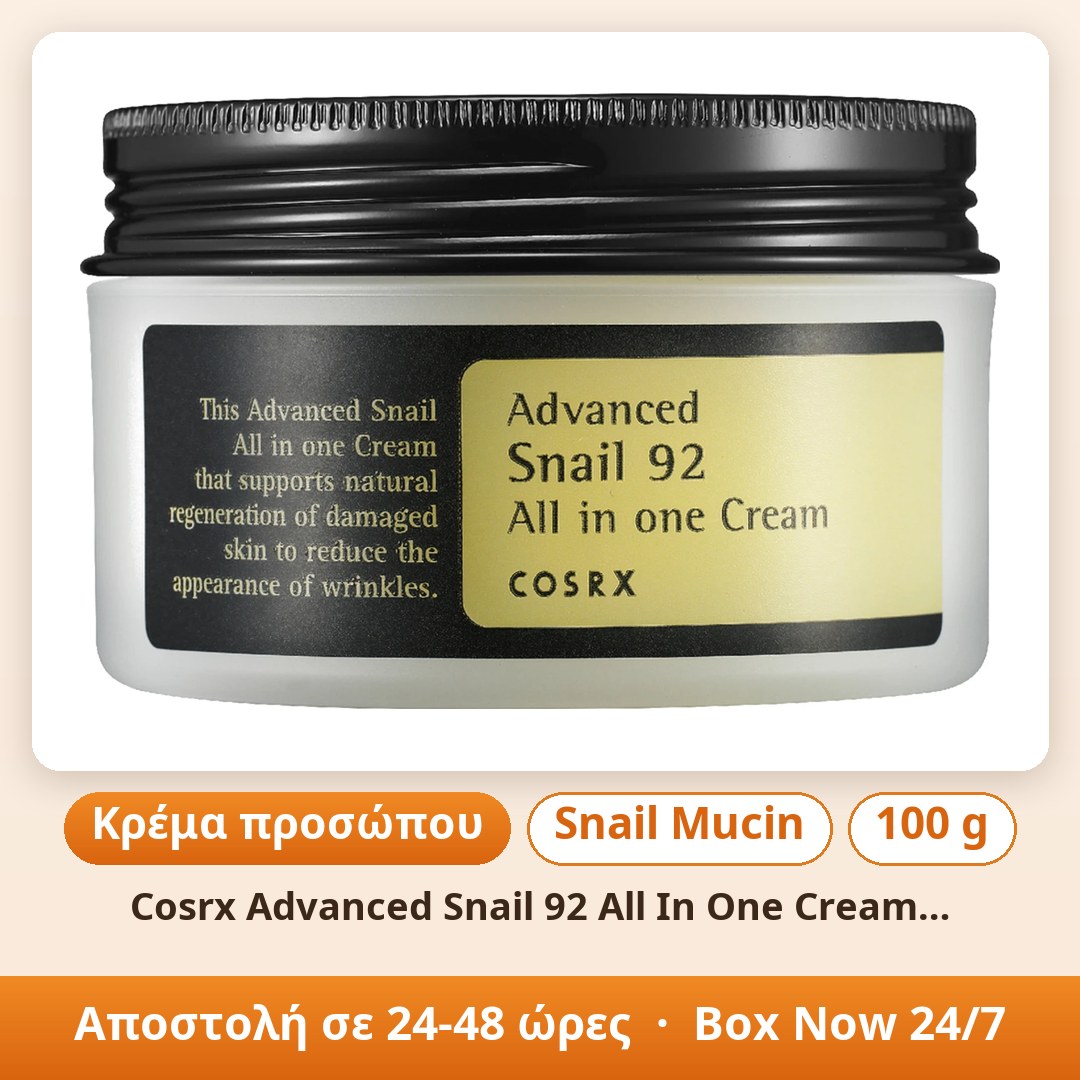 This Advanced Snail
All in one Cream
that supports natural
regeneration of damaged
skin to reduce the
appearance of wrinkles.
Advanced
Snail 92
All in one Cream
COSRX
Κρέμα προσώπου
Snail Mucin
100 g
Cosrx Advanced Snail 92 All In One Cream...
Αποστολή σε 24-48 ώρες · Box Now 24/7